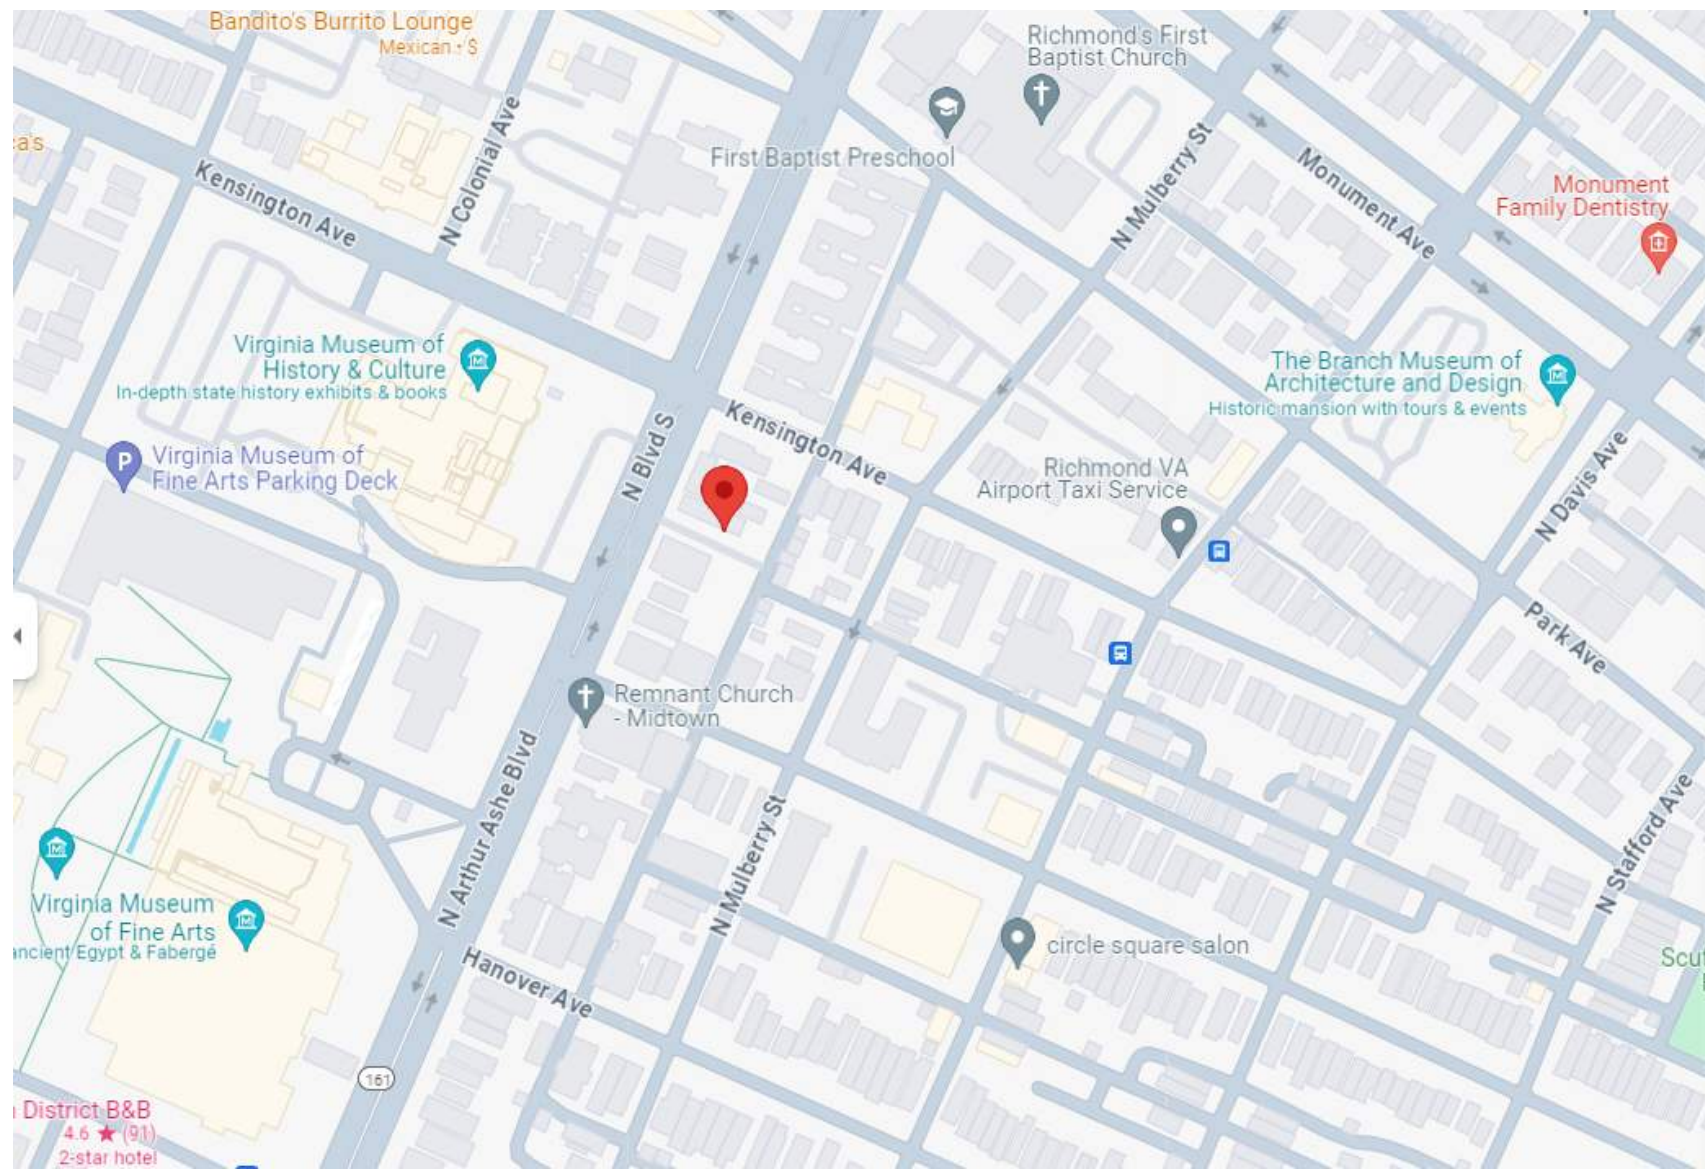 Bandito's Burrito Lounge
Mexican · $
Richmond's First
Baptist Church
First Baptist Preschool
N Colonial Ave
Kensington Ave
N Mulberry St
Monument Ave
Monument
Family Dentistry
Virginia Museum of
History & Culture
In-depth state history exhibits & books
The Branch Museum of
Architecture and Design
Historic mansion with tours & events
N Blvd S
Kensington Ave
Virginia Museum of
Fine Arts Parking Deck
P
Richmond VA
Airport Taxi Service
N Davis Ave
Park Ave
Remnant Church
- Midtown
N Arthur Ashe Blvd
N Mulberry St
N Stafford Ave
Virginia Museum
of Fine Arts
ancient Egypt & Fabergé
circle square salon
Hanover Ave
161
District B&B
4.6 ★ (91)
2-star hotel